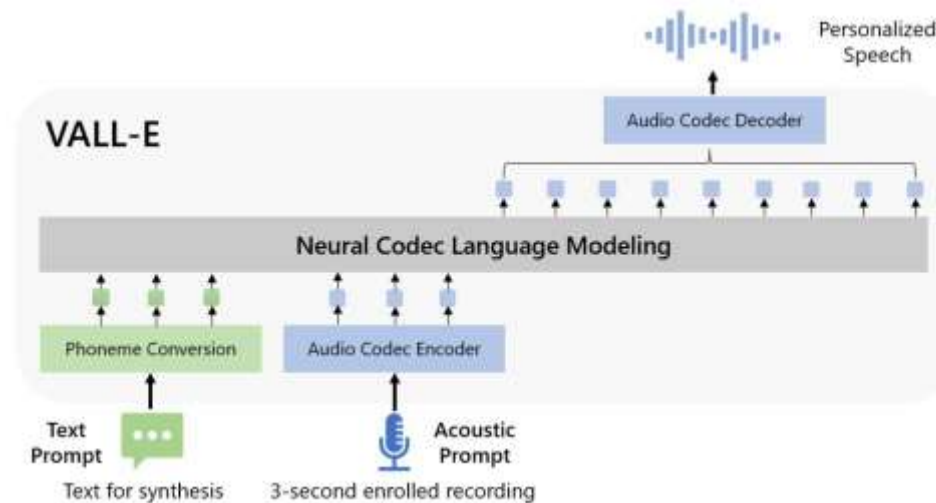 Personalized
Speech
VALL-E
Audio Codec Decoder
Neural Codec Language Modeling
Phoneme Conversion
Audio Codec Encoder
Text
Prompt
Acoustic
Prompt
Text for synthesis
3-second enrolled recording